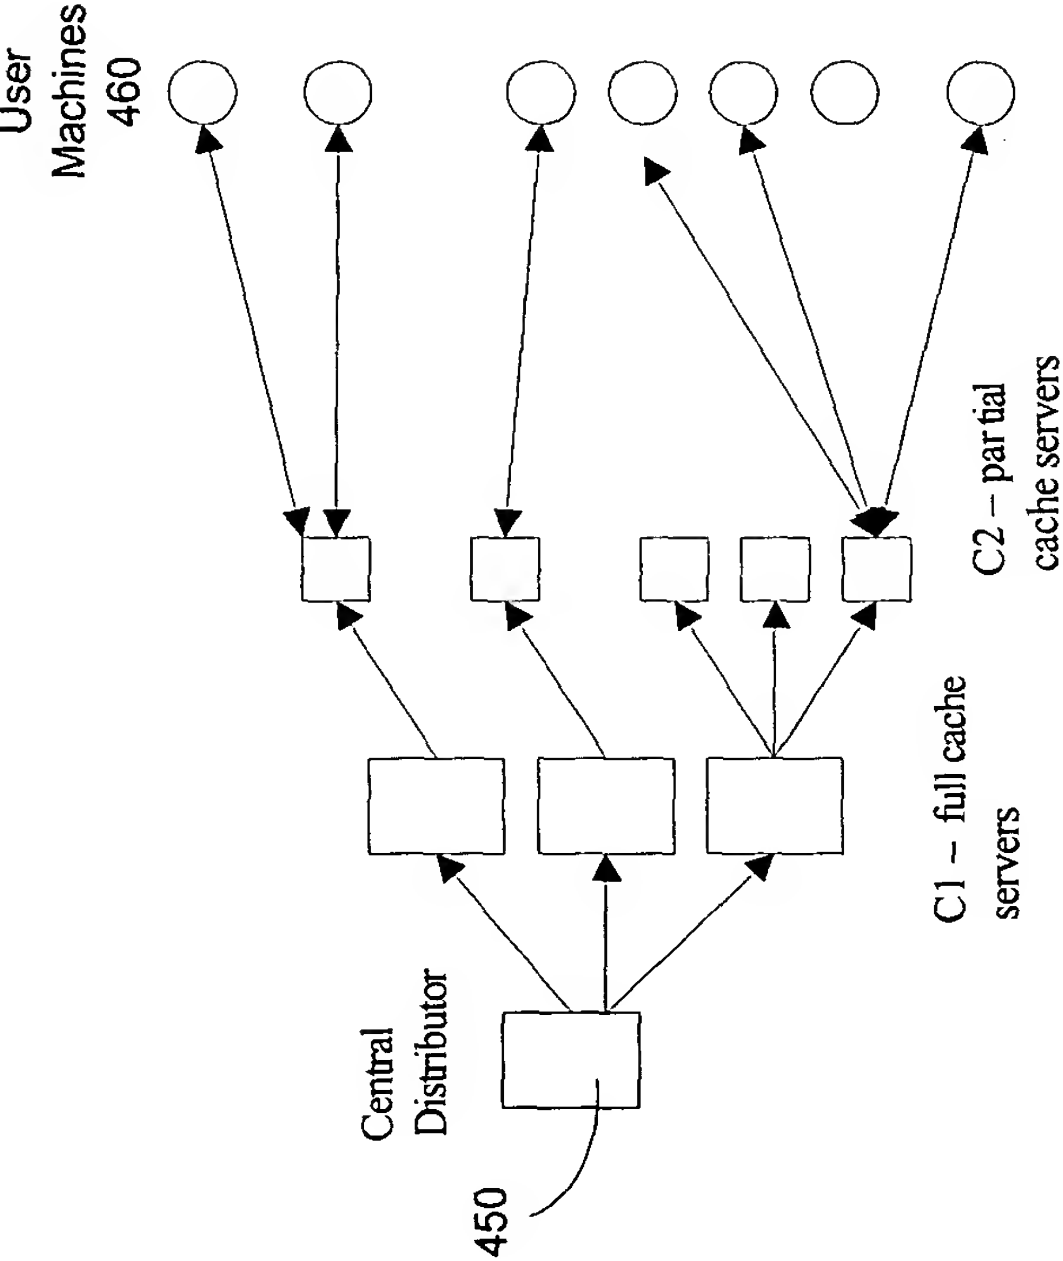 User
Machines
460
C2 – partial
cache servers
C1 – full cache
servers
Central
Distributor
450